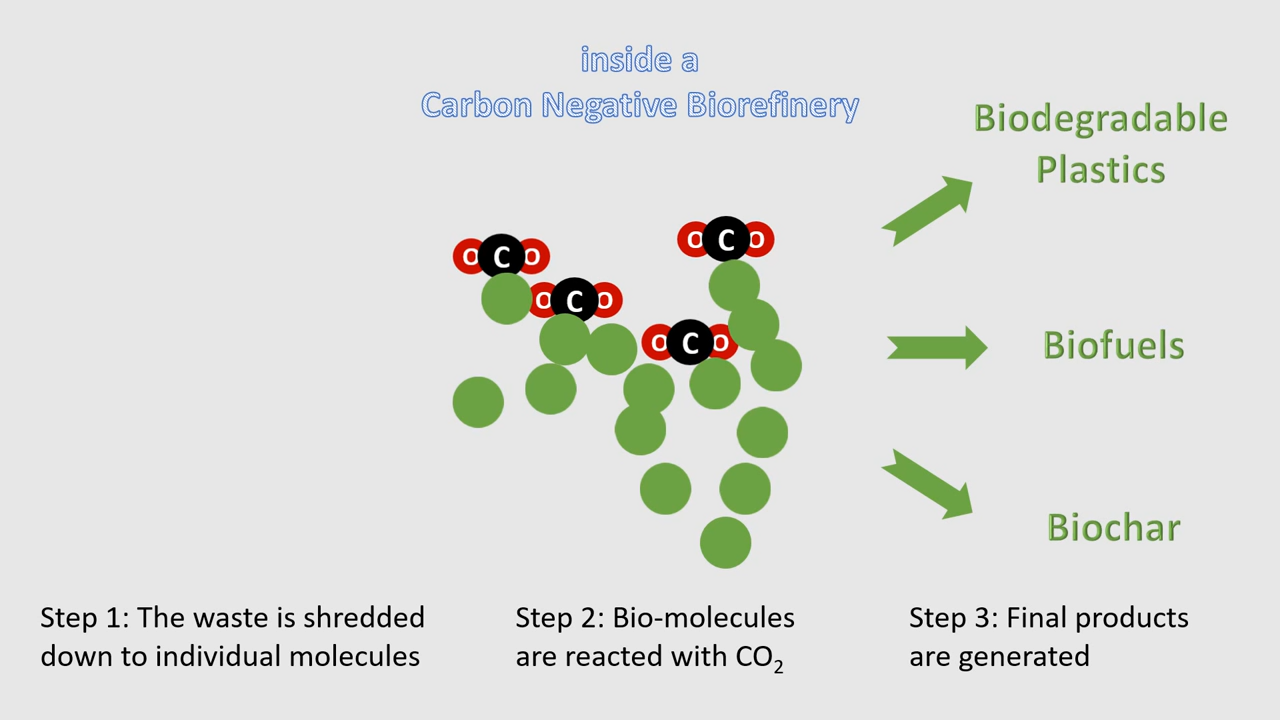 inside a
Carbon Negative Biorefinery
Biodegradable
Plastics
O C O
O C O
O C O
O C O
Biofuels
Biochar
Step 1: The waste is shredded
down to individual molecules
Step 2: Bio-molecules
are reacted with CO₂
Step 3: Final products
are generated